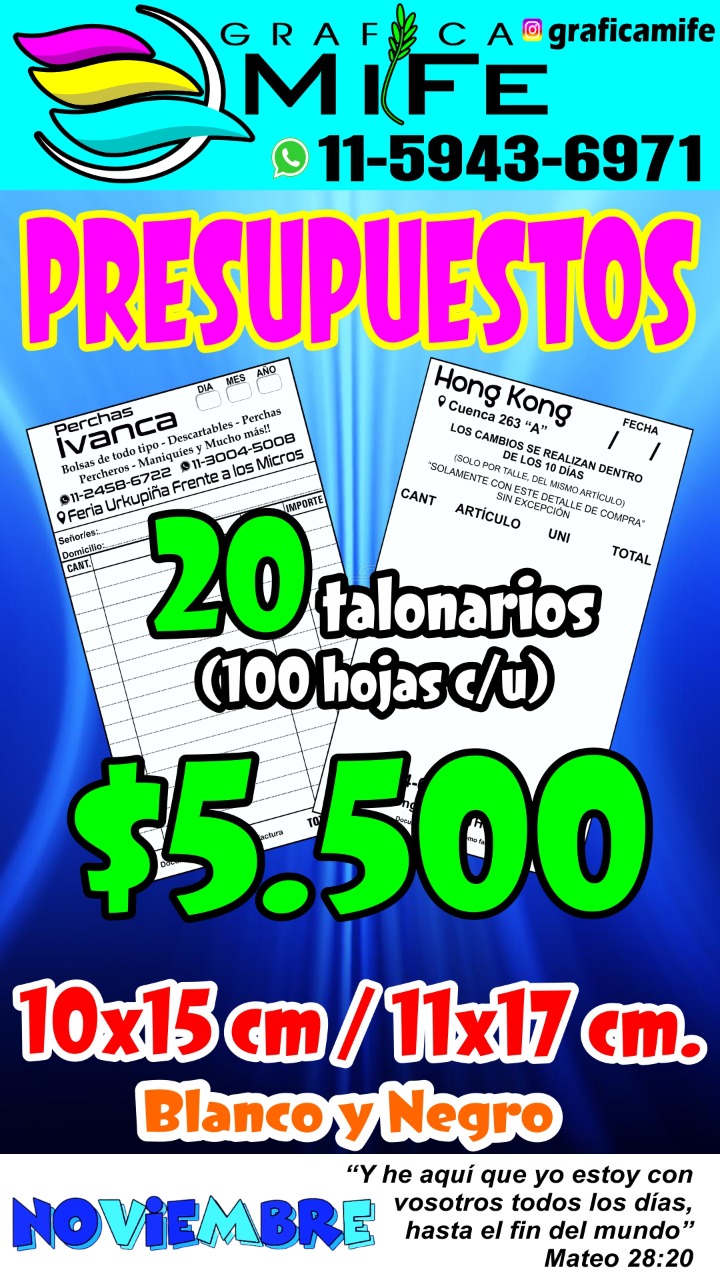 GRAFICA
graficamife
MiFE
11-5943-6971
PRESUPUESTOS
Perchas
Ivanca
DIA MES AÑO
Bolsas de todo tipo - Descartables - Perchas
Percheros - Maniquíes y Mucho más!!
11-2458-6722 11-3004-5008
Feria Urkupiña Frente a los Micros
Señor/es:
Domicilio:
CANT. IMPORTE
Hong Kong
Cuenca 263 “A”
FECHA
/ /
LOS CAMBIOS SE REALIZAN DENTRO
DE LOS 10 DÍAS
(SOLO POR TALLE, DEL MISMO ARTÍCULO)
"SOLAMENTE CON ESTE DETALLE DE COMPRA"
SIN EXCEPCIÓN
CANT ARTÍCULO UNI TOTAL
20 talonarios
(100 hojas c/u)
$5.500
10x15 cm / 11x17 cm.
Blanco y Negro
NOViEMBRE
“Y he aquí que yo estoy con
vosotros todos los días,
hasta el fin del mundo”
Mateo 28:20